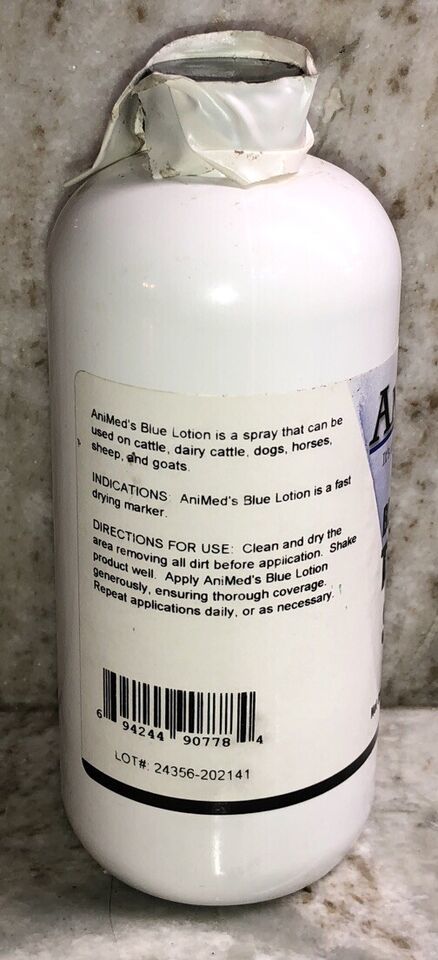 AniMed's Blue Lotion is a spray that can be
used on cattle, dairy cattle, dogs, horses,
sheep, and goats.
INDICATIONS: AniMed's Blue Lotion is a fast
drying marker.
DIRECTIONS FOR USE: Clean and dry the
area removing all dirt before application. Shake
product well. Apply AniMed's Blue Lotion
generously, ensuring thorough coverage.
Repeat applications daily, or as necessary.
6 94244 90778 4
LOT#: 24356-202141